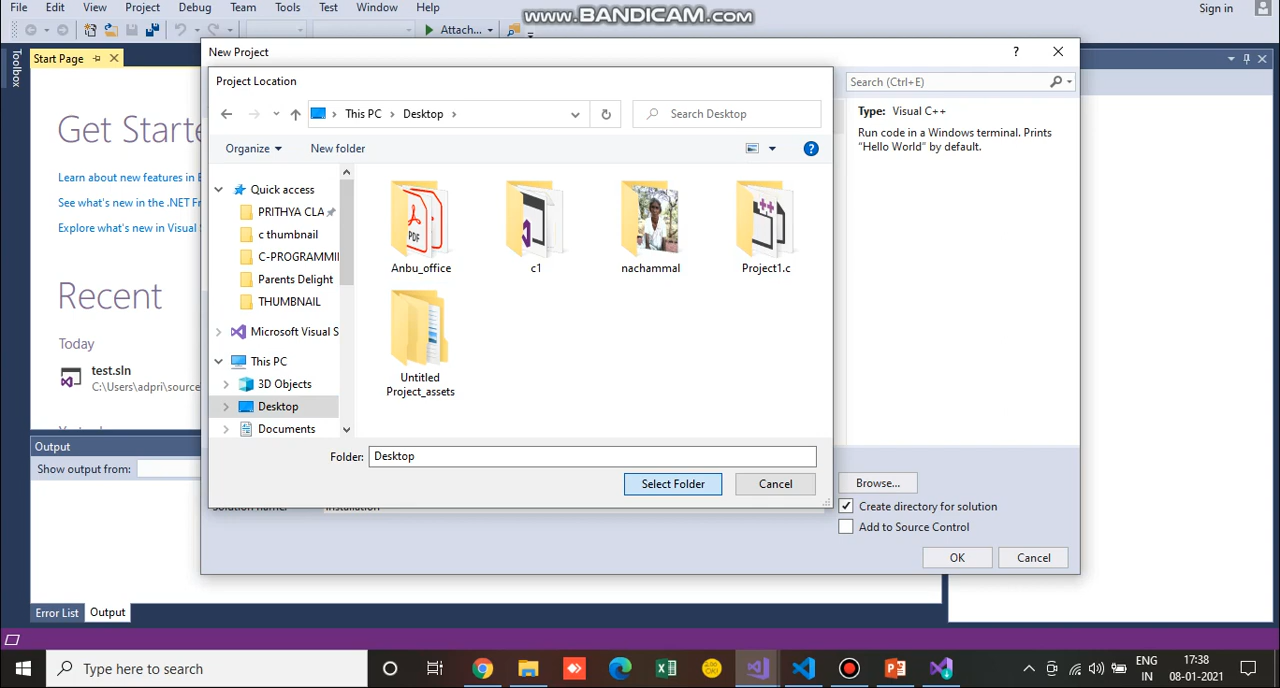 File Edit View Project Debug Team Tools Test Window Help
www.BANDICAM.com
Sign in
Attach...
Toolbox
Start Page
New Project
?
Project Location
Search (Ctrl+E)
This PC
Desktop
Search Desktop
Type: Visual C++
Run code in a Windows terminal. Prints
"Hello World" by default.
Organize
New folder
?
Get Starte
Learn about new features in
See what's new in the .NET Fr
Explore what's new in Visual
Quick access
PRITHYA CLA
c thumbnail
C-PROGRAMMI
Parents Delight
THUMBNAIL
Microsoft Visual S
This PC
3D Objects
Desktop
Documents
PDF
Anbu_office
c1
nachammal
++
Project1.c
Untitled
Project_assets
Recent
Today
test.sln
C:\Users\adpri\source
Output
Show output from:
Folder: Desktop
Select Folder
Cancel
Browse...
Solution name:
Installation
Create directory for solution
Add to Source Control
OK
Cancel
Error List
Output
Type here to search
ENG
IN
17:38
08-01-2021